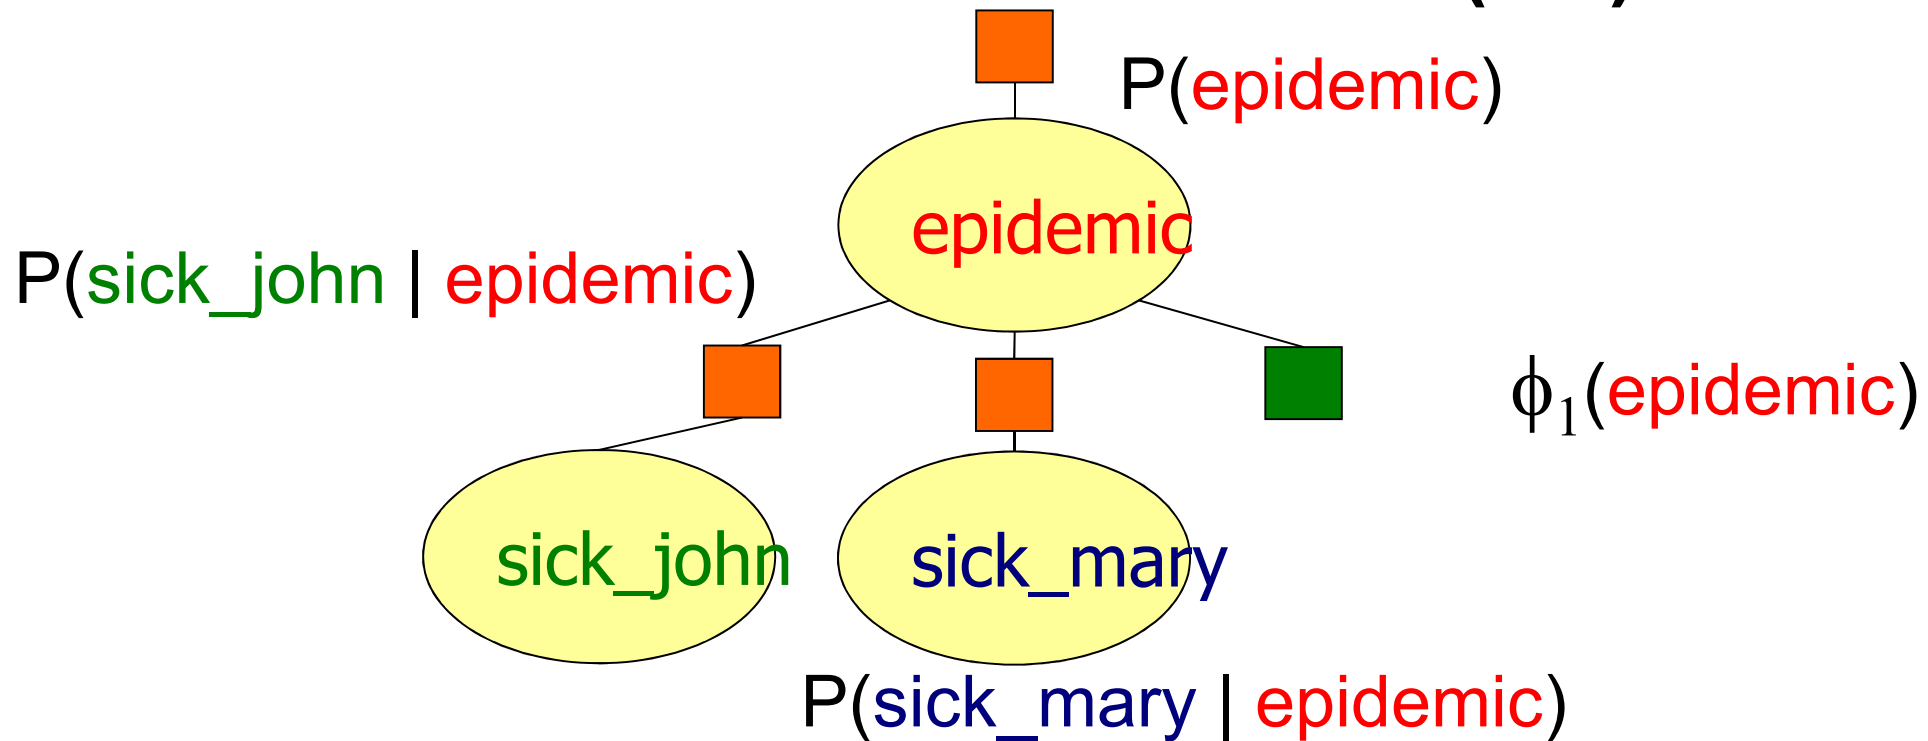 P(epidemic)
epidemic
P(sick_john | epidemic)
ϕ1(epidemic)
sick_john
sick_mary
P(sick_mary | epidemic)